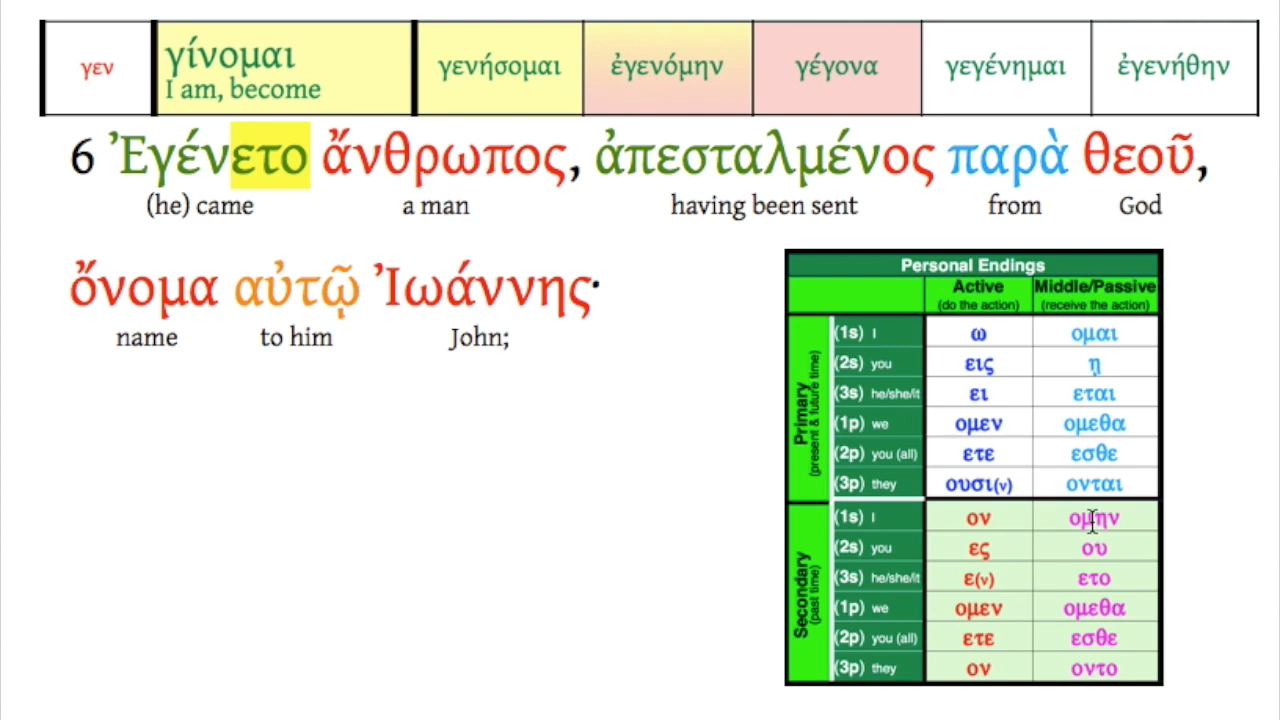 γεν γίνομαι γενήσομαι ἐγενόμην γέγονα γεγένημαι ἐγενήθην
I am, become
6 Ἐγένετο ἄνθρωπος, ἀπεσταλμένος παρὰ θεοῦ,
(he) came a man having been sent from God
ὄνομα αὐτῷ Ἰωάννης·
name to him John;
Personal Endings
Active Middle/Passive
(do the action) (receive the action)
Primary
(present & future time)
(1s) I ω ομαι
(2s) you εις ῃ
(3s) he/she/it ει εται
(1p) we ομεν ομεθα
(2p) you (all) ετε εσθε
(3p) they ουσι(ν) ονται
Secondary
(past time)
(1s) I ον ομην
(2s) you ες ου
(3s) he/she/it ε(ν) ετο
(1p) we ομεν ομεθα
(2p) you (all) ετε εσθε
(3p) they ον οντο